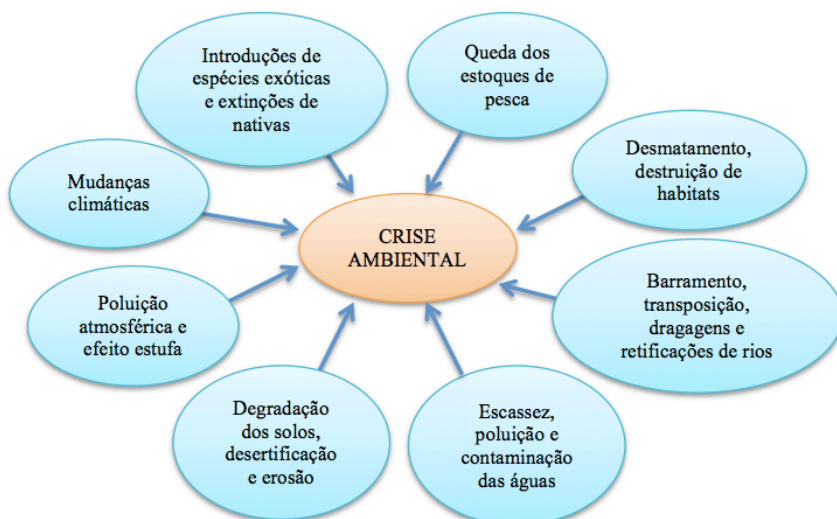 Introduções de
espécies exóticas
e extinções de
nativas
Queda dos
estoques de
pesca
Desmatamento,
destruição de
habitats
Mudanças
climáticas
CRISE
AMBIENTAL
Barramento,
transposição,
dragagens e
retificações de rios
Poluição
atmosférica e
efeito estufa
Degradação
dos solos,
desertificação
e erosão
Escassez,
poluição e
contaminação
das águas